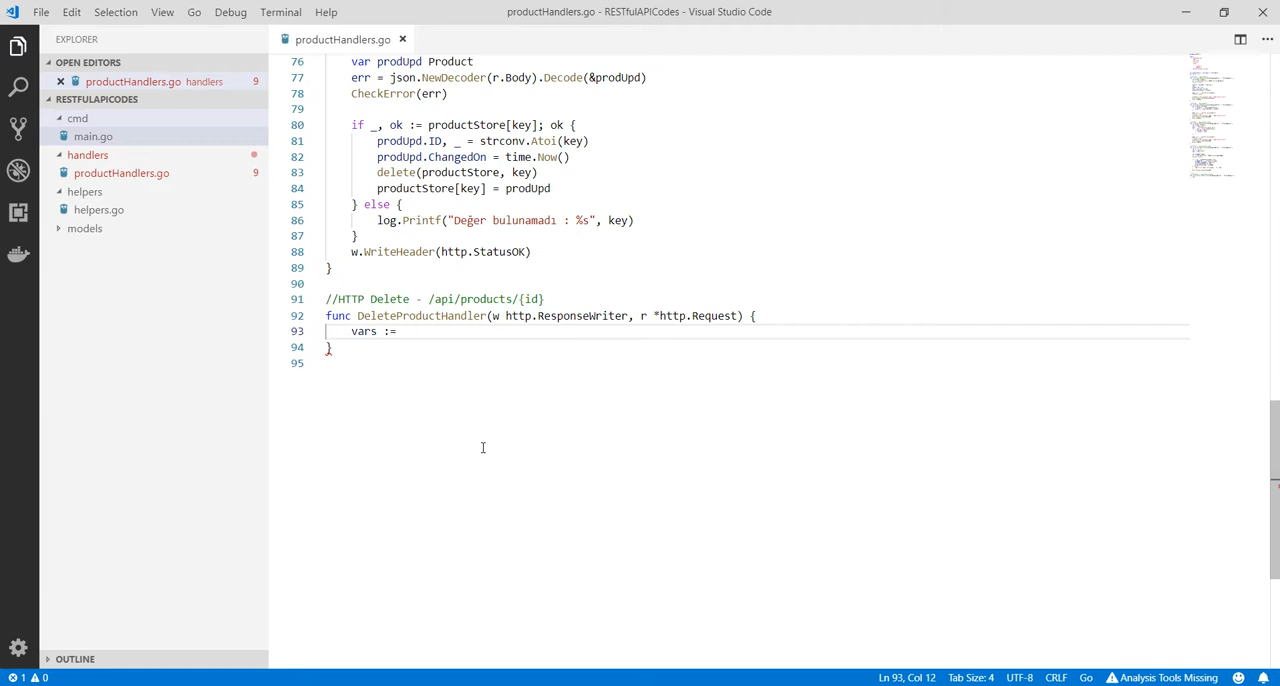 File Edit Selection View Go Debug Terminal Help
productHandlers.go - RESTfulAPICodes - Visual Studio Code
EXPLORER
productHandlers.go
OPEN EDITORS
productHandlers.go handlers 9
RESTFULAPICODES
cmd
main.go
handlers
productHandlers.go 9
helpers
helpers.go
models
76 var prodUpd Product
77 err = json.NewDecoder(r.Body).Decode(&prodUpd)
78 CheckError(err)
79
80 if _, ok := productStore[key]; ok {
81 prodUpd.ID, _ = strconv.Atoi(key)
82 prodUpd.ChangedOn = time.Now()
83 delete(productStore, key)
84 productStore[key] = prodUpd
85 } else {
86 log.Printf("Değer bulunamadı : %s", key)
87 }
88 w.WriteHeader(http.StatusOK)
89 }
90
91 //HTTP Delete - /api/products/{id}
92 func DeleteProductHandler(w http.ResponseWriter, r *http.Request) {
93 vars :=
94 }
95
OUTLINE
1 0 Ln 93, Col 12 Tab Size: 4 UTF-8 CRLF Go Analysis Tools Missing